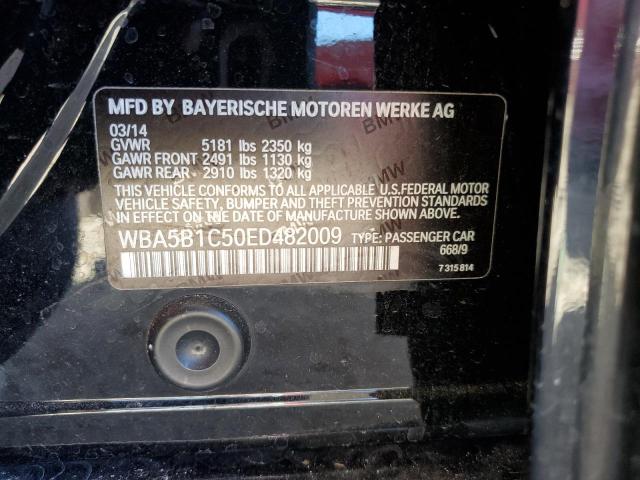 MFD BY BAYERISCHE MOTOREN WERKE AG
03/14
GVWR 5181 lbs 2350 kg
GAWR FRONT 2491 lbs 1130 kg
GAWR REAR 2910 lbs 1320 kg
THIS VEHICLE CONFORMS TO ALL APPLICABLE U.S. FEDERAL MOTOR
VEHICLE SAFETY, BUMPER, AND THEFT PREVENTION STANDARDS
IN EFFECT ON THE DATE OF MANUFACTURE SHOWN ABOVE.
WBA5B1C50ED482009 TYPE: PASSENGER CAR
668/9
7 315 814